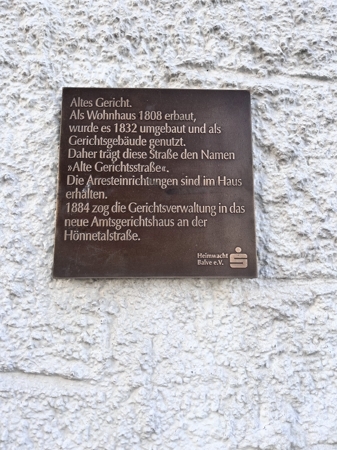 Altes Gericht.
Als Wohnhaus 1808 erbaut,
wurde es 1832 umgebaut und als
Gerichtsgebäude genutzt.
Daher trägt diese Straße den Namen
»Alte Gerichtsstraße«.
Die Arresteinrichtungen sind im Haus
erhalten.
1884 zog die Gerichtsverwaltung in das
neue Amtsgerichtshaus an der
Hönnetalstraße.
Heimwacht
Balve e.V.